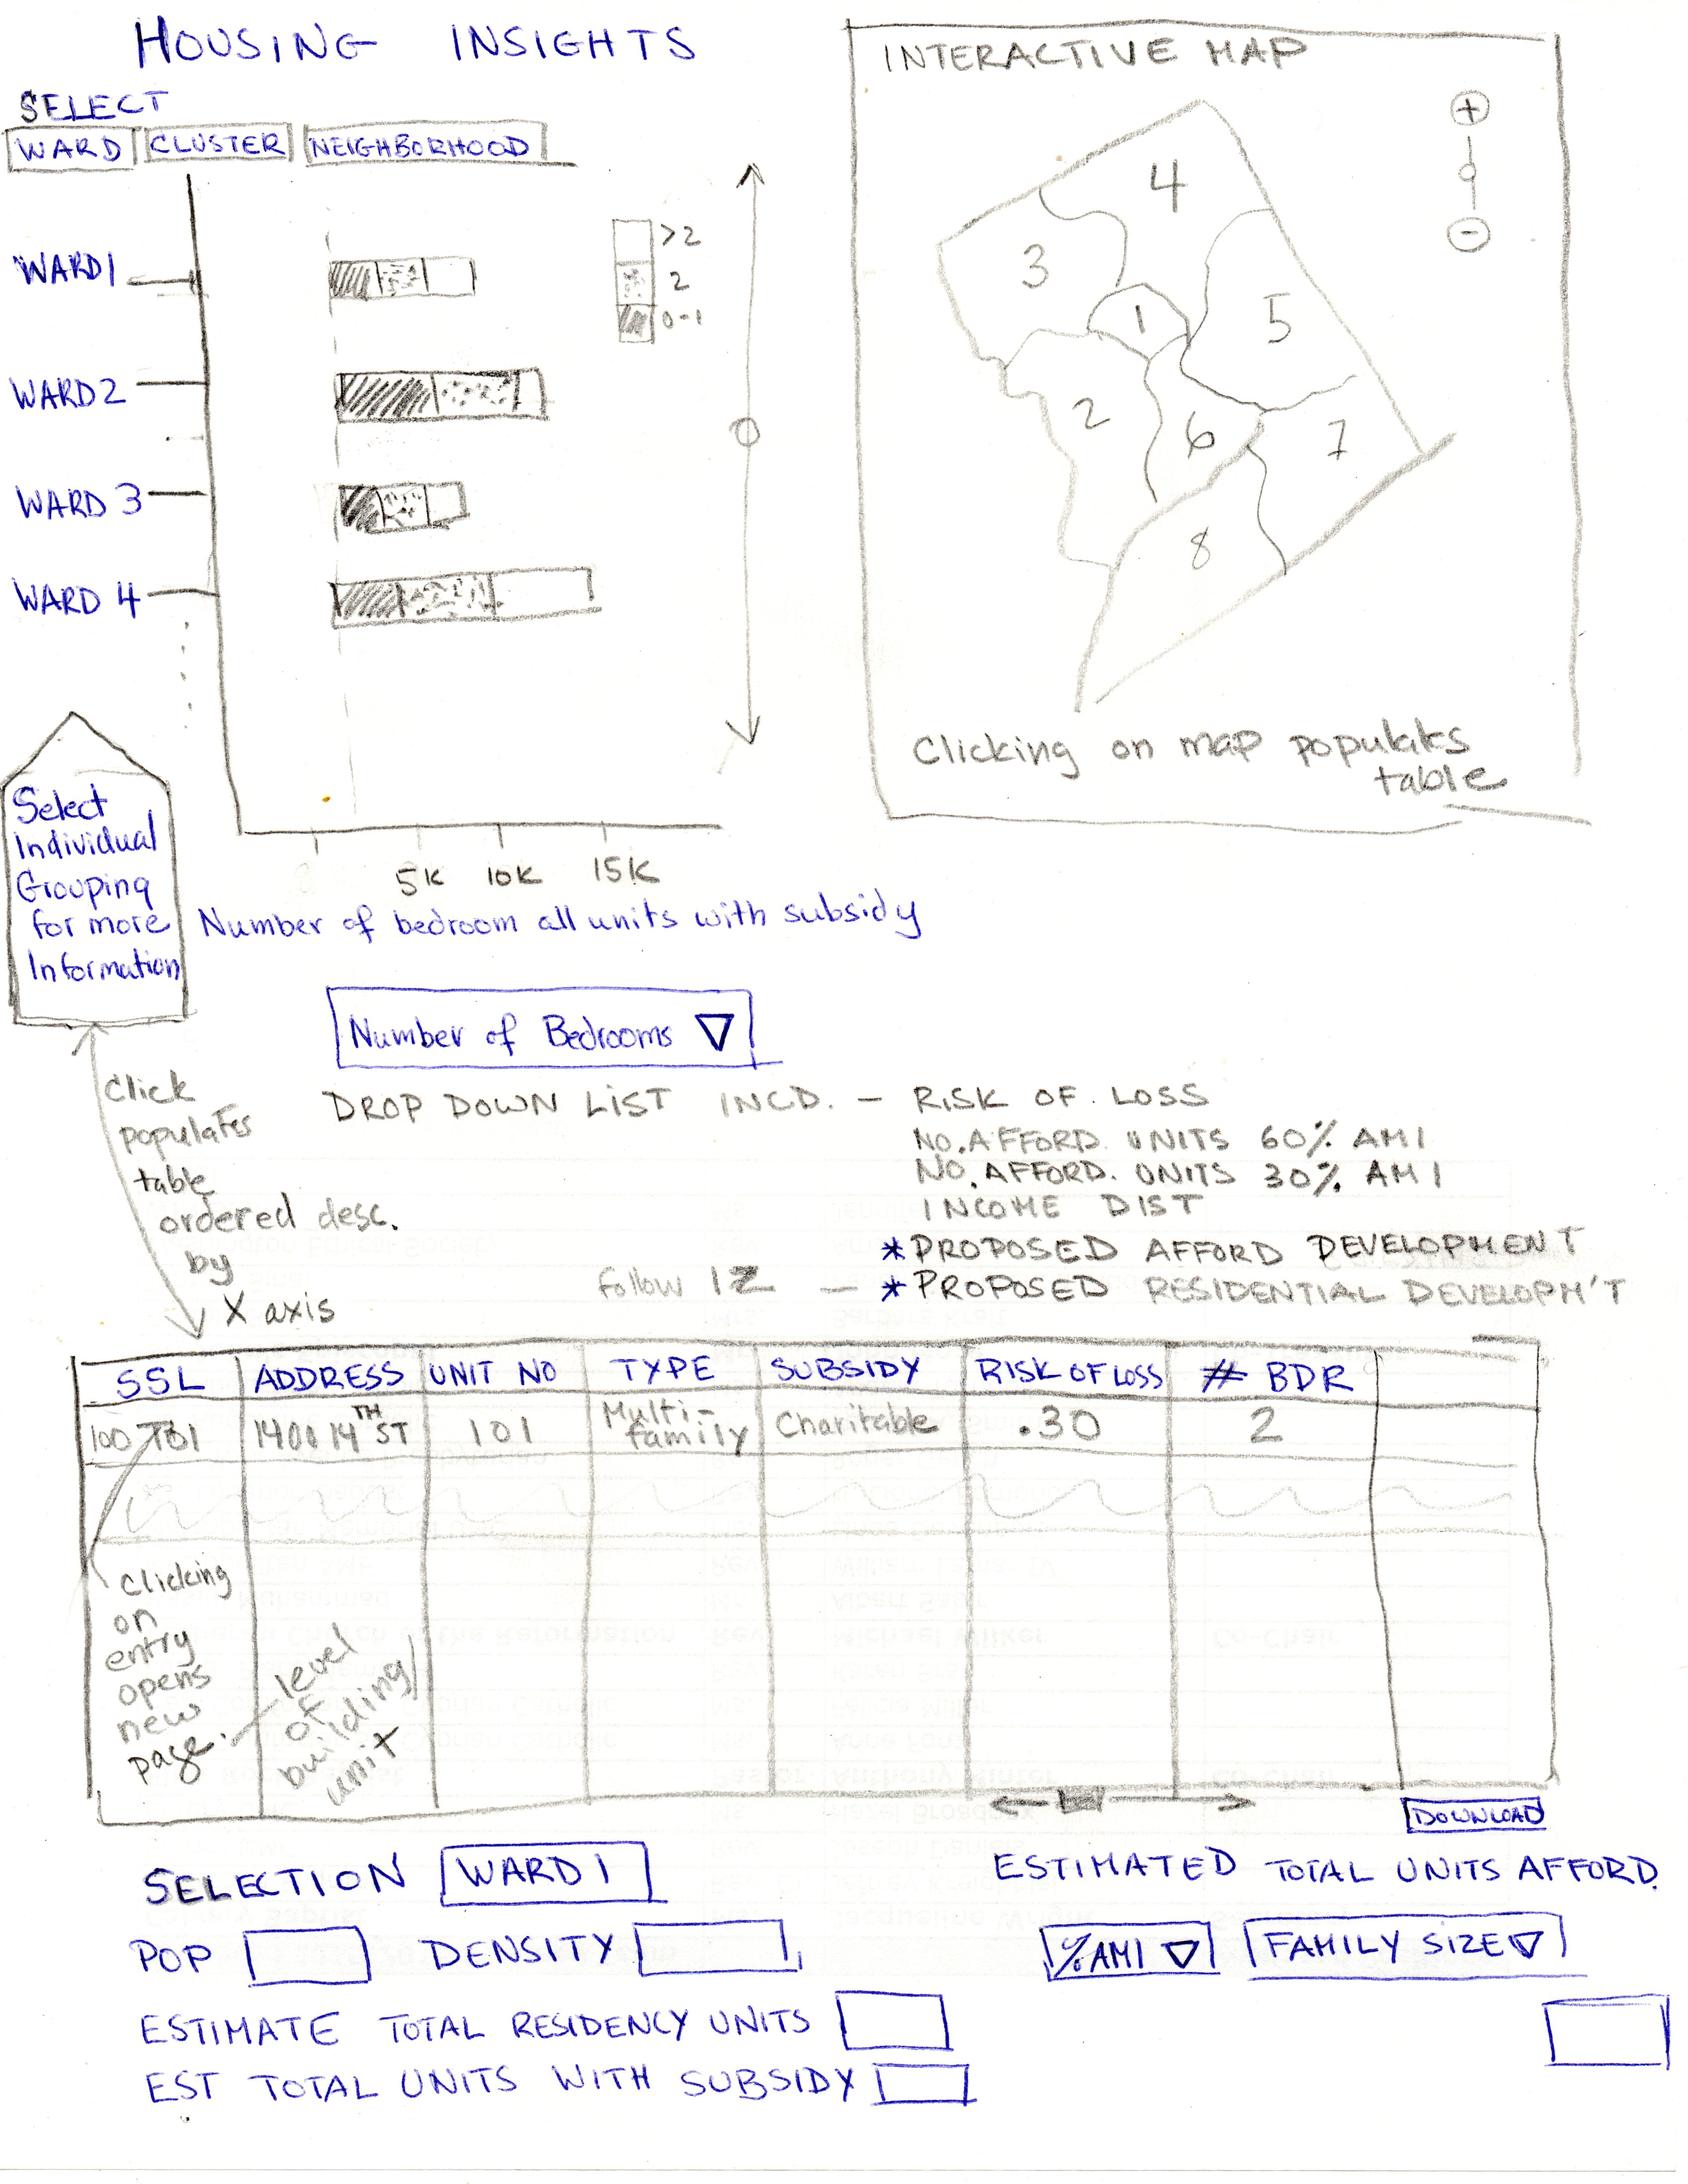 HOUSING INSIGHTS
SELECT
WARD CLUSTER NEIGHBORHOOD
WARD 1
WARD 2
WARD 3
WARD 4
>2
2
0-1
5K 10K 15K
Number of bedroom all units with subsidy
Select
Individual
Grouping
for more
Information
INTERACTIVE MAP
+
-
4
3
1
5
2
6
7
8
Clicking on map populates
table
Number of Bedrooms ▽
DROP DOWN LIST INCD. — RISK OF LOSS
NO. AFFORD. UNITS 60% AMI
NO. AFFORD. UNITS 30% AMI
INCOME DIST
*PROPOSED AFFORD DEVELOPMENT
follow IZ — *PROPOSED RESIDENTIAL DEVELOPM'T
Click
populates
table
ordered desc.
by
X axis
SSL ADDRESS UNIT NO TYPE SUBSIDY RISK OF LOSS # BDR
1400 14TH ST 101 Multi-family Charitable .30 2
Clicking
on
entry
opens
new
page.
level
of
building/
unit
DOWNLOAD
SELECTION WARD 1
POP DENSITY
ESTIMATE TOTAL RESIDENCY UNITS
EST TOTAL UNITS WITH SUBSIDY
ESTIMATED TOTAL UNITS AFFORD.
% AMI ▽ FAMILY SIZE ▽